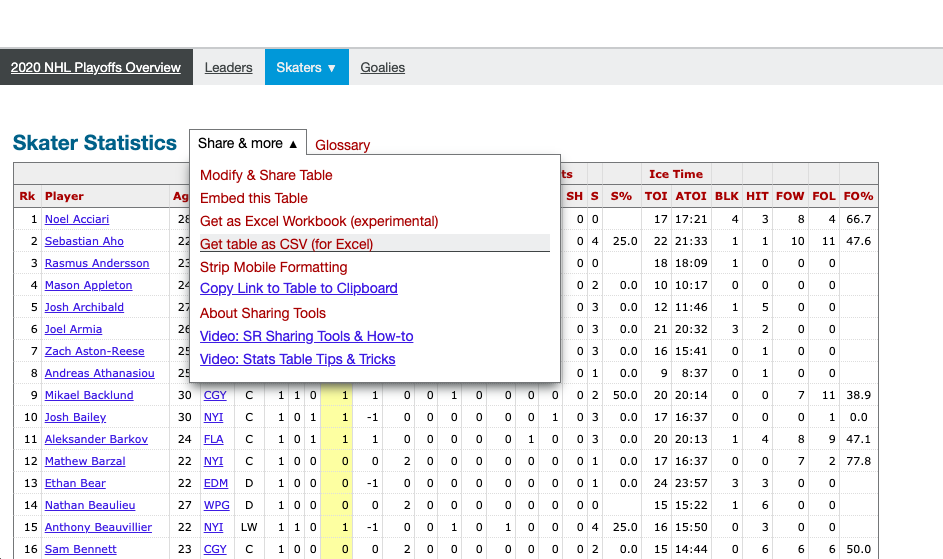 2020 NHL Playoffs Overview Leaders Skaters ▼ Goalies
Skater Statistics Share & more ▲ Glossary
Modify & Share Table
Embed this Table
Get as Excel Workbook (experimental)
Get table as CSV (for Excel)
Strip Mobile Formatting
Copy Link to Table to Clipboard
About Sharing Tools
Video: SR Sharing Tools & How-to
Video: Stats Table Tips & Tricks
ts Ice Time
Rk Player Ag SH S S% TOI ATOI BLK HIT FOW FOL FO%
1 Noel Acciari 28 0 0 17 17:21 4 3 8 4 66.7
2 Sebastian Aho 22 0 4 25.0 22 21:33 1 1 10 11 47.6
3 Rasmus Andersson 23 0 0 18 18:09 1 0 0 0
4 Mason Appleton 24 0 2 0.0 10 10:17 0 0 0 0
5 Josh Archibald 27 0 3 0.0 12 11:46 1 5 0 0
6 Joel Armia 26 0 3 0.0 21 20:32 3 2 0 0
7 Zach Aston-Reese 25 0 3 0.0 16 15:41 0 1 0 0
8 Andreas Athanasiou 25 0 1 0.0 9 8:37 0 1 0 0
9 Mikael Backlund 30 CGY C 1 1 0 1 1 0 0 1 0 0 0 0 0 2 50.0 20 20:14 0 0 7 11 38.9
10 Josh Bailey 30 NYI C 1 0 1 1 -1 0 0 0 0 0 0 1 0 3 0.0 17 16:37 0 0 0 1 0.0
11 Aleksander Barkov 24 FLA C 1 0 1 1 1 0 0 0 0 0 1 0 0 3 0.0 20 20:13 1 4 8 9 47.1
12 Mathew Barzal 22 NYI C 1 0 0 0 0 2 0 0 0 0 0 0 0 1 0.0 17 16:37 0 0 7 2 77.8
13 Ethan Bear 22 EDM D 1 0 0 0 -1 0 0 0 0 0 0 0 0 1 0.0 24 23:57 3 3 0 0
14 Nathan Beaulieu 27 WPG D 1 0 0 0 0 2 0 0 0 0 0 0 0 0 15 15:22 1 6 0 0
15 Anthony Beauvillier 22 NYI LW 1 1 0 1 -1 0 0 1 0 1 0 0 0 4 25.0 16 15:50 0 3 0 0
16 Sam Bennett 23 CGY C 1 0 0 0 0 2 0 0 0 0 0 0 0 2 0.0 15 14:44 0 6 6 6 50.0